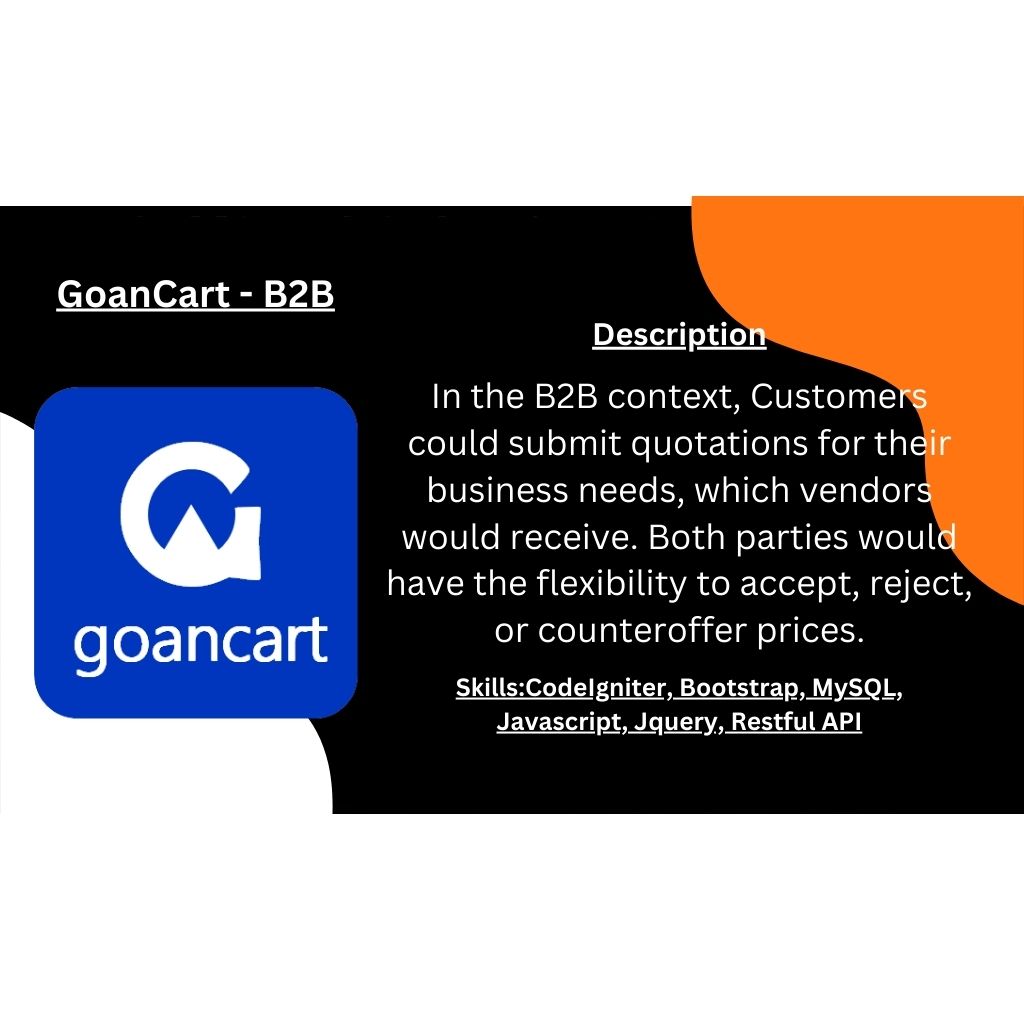 GoanCart - B2B
goancart
Description
In the B2B context, Customers
could submit quotations for their
business needs, which vendors
would receive. Both parties would
have the flexibility to accept, reject,
or counteroffer prices.
Skills:CodeIgniter, Bootstrap, MySQL,
Javascript, Jquery, Restful API